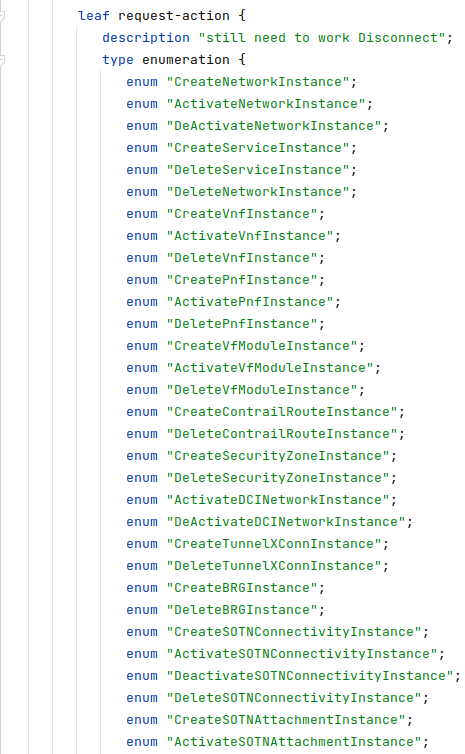 leaf request-action {
description "still need to work Disconnect";
type enumeration {
enum "CreateNetworkInstance";
enum "ActivateNetworkInstance";
enum "DeActivateNetworkInstance";
enum "CreateServiceInstance";
enum "DeleteServiceInstance";
enum "DeleteNetworkInstance";
enum "CreateVnfInstance";
enum "ActivateVnfInstance";
enum "DeleteVnfInstance";
enum "CreatePnfInstance";
enum "ActivatePnfInstance";
enum "DeletePnfInstance";
enum "CreateVfModuleInstance";
enum "ActivateVfModuleInstance";
enum "DeleteVfModuleInstance";
enum "CreateContrailRouteInstance";
enum "DeleteContrailRouteInstance";
enum "CreateSecurityZoneInstance";
enum "DeleteSecurityZoneInstance";
enum "ActivateDCINetworkInstance";
enum "DeActivateDCINetworkInstance";
enum "CreateTunnelXConnInstance";
enum "DeleteTunnelXConnInstance";
enum "CreateBRGInstance";
enum "DeleteBRGInstance";
enum "CreateSOTNConnectivityInstance";
enum "ActivateSOTNConnectivityInstance";
enum "DeactivateSOTNConnectivityInstance";
enum "DeleteSOTNConnectivityInstance";
enum "CreateSOTNAttachmentInstance";
enum "ActivateSOTNAttachmentInstance";